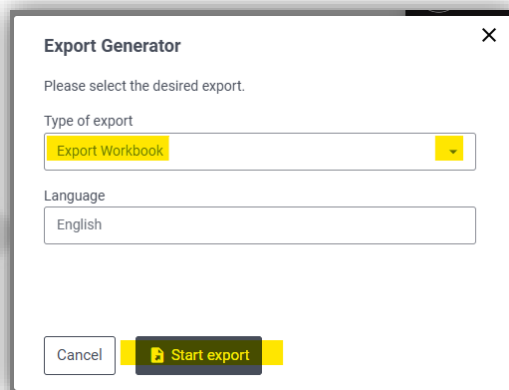 Export Generator
Please select the desired export.
Type of export
Export Workbook
Language
English
Cancel
Start export